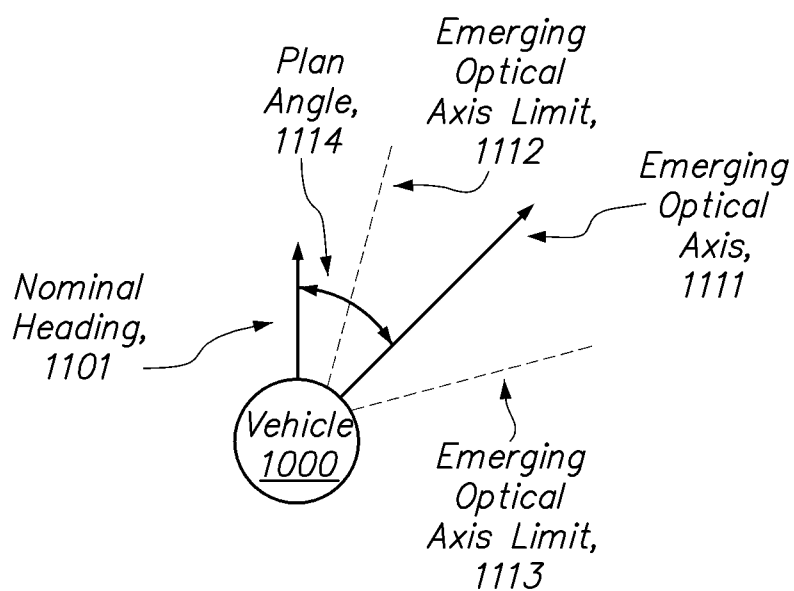 Plan
Angle,
1114
Emerging
Optical
Axis Limit,
1112
Emerging
Optical
Axis,
1111
Nominal
Heading,
1101
Vehicle
1000
Emerging
Optical
Axis Limit,
1113